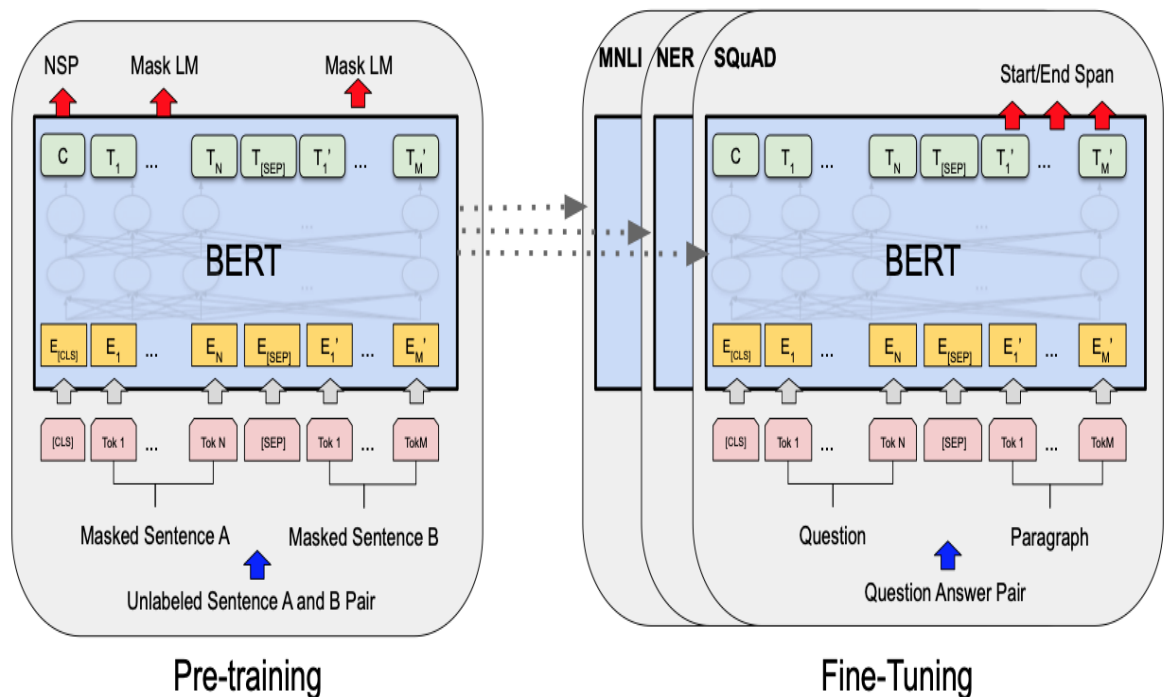 NSP Mask LM Mask LM
C T1 ... TN T[SEP] T1' ... TM'
...
BERT
...
E[CLS] E1 ... EN E[SEP] E1' ... EM'
[CLS] Tok 1 ... Tok N [SEP] Tok 1 ... TokM
Masked Sentence A Masked Sentence B
Unlabeled Sentence A and B Pair
Pre-training
MNLI NER SQuAD
Start/End Span
C T1 ... TN T[SEP] T1' ... TM'
...
BERT
...
E[CLS] E1 ... EN E[SEP] E1' ... EM'
[CLS] Tok 1 ... Tok N [SEP] Tok 1 ... TokM
Question Paragraph
Question Answer Pair
Fine-Tuning